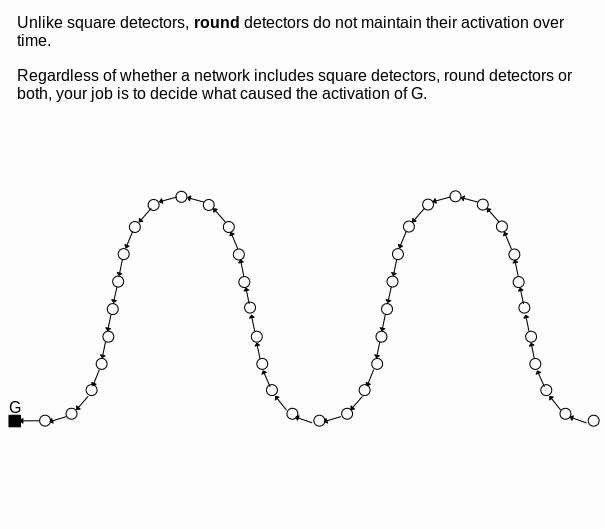 Unlike square detectors, round detectors do not maintain their activation over
time.
Regardless of whether a network includes square detectors, round detectors or
both, your job is to decide what caused the activation of G.
G